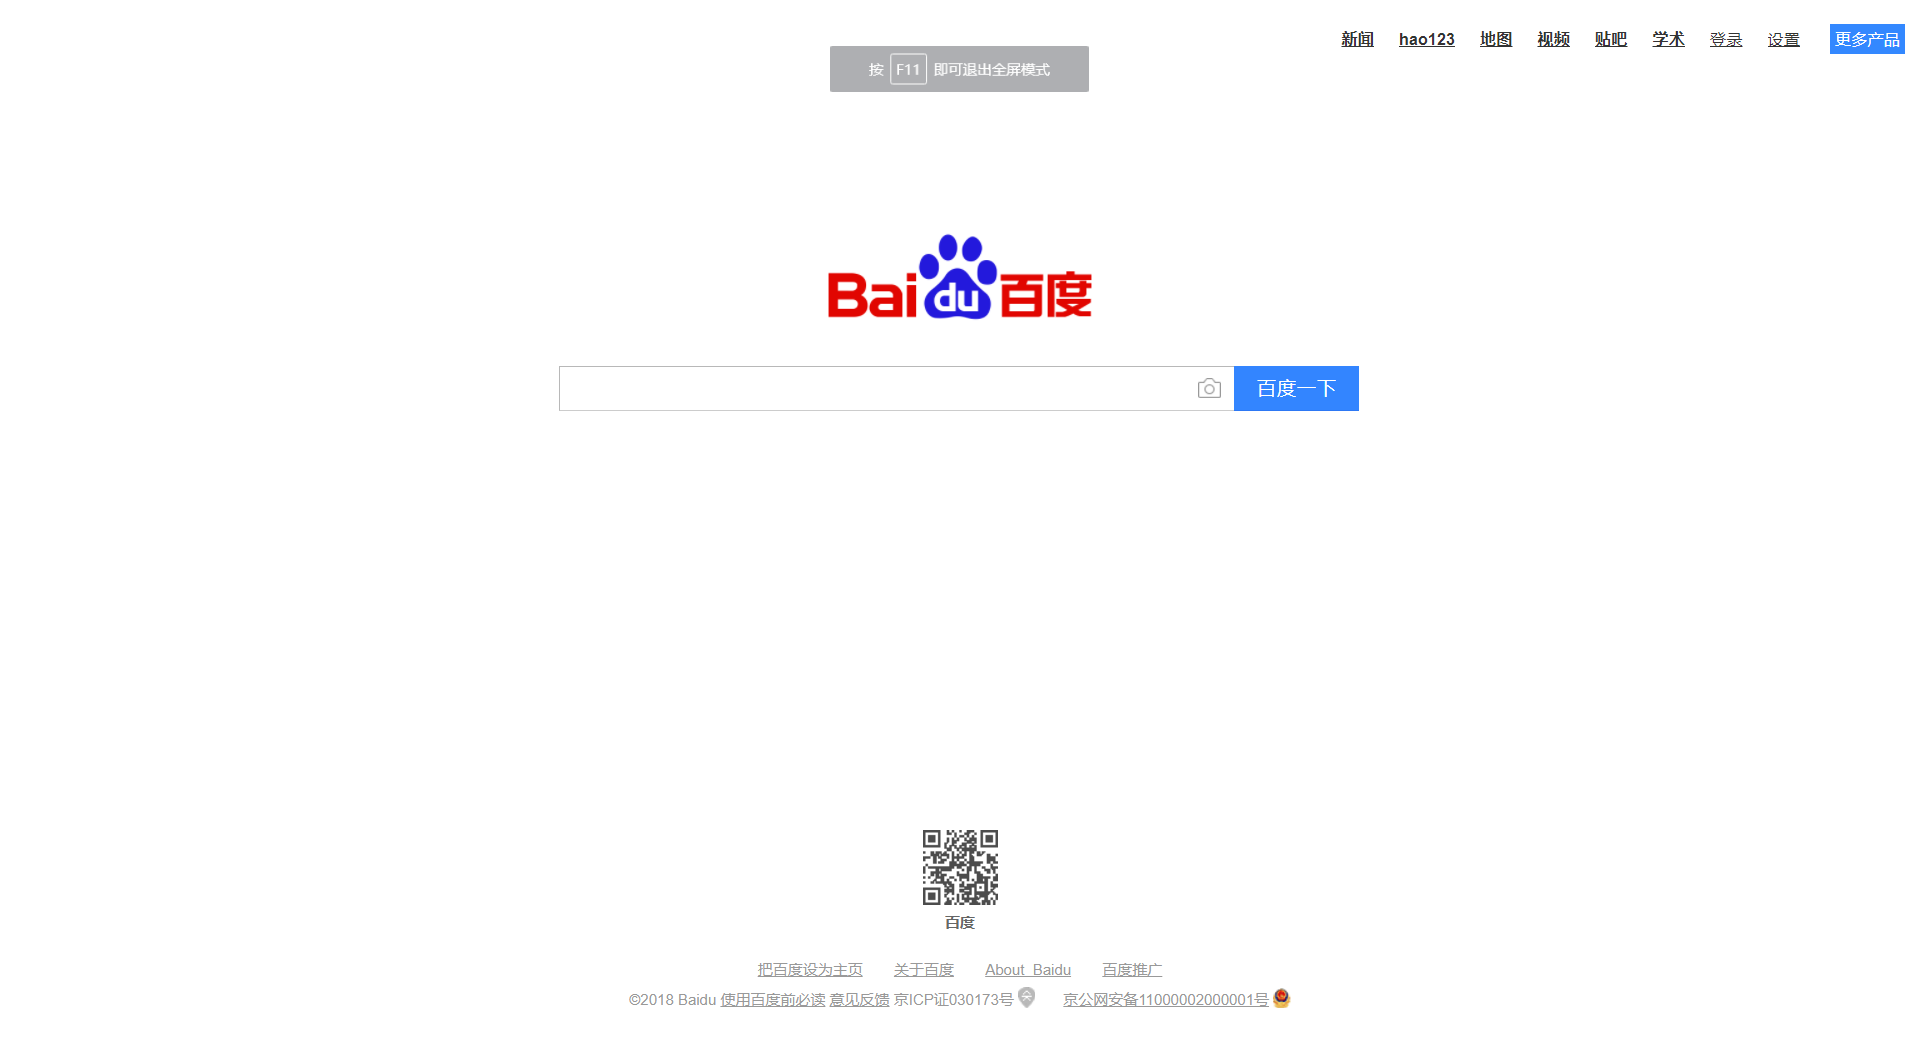 新闻 hao123 地图 视频 贴吧 学术 登录 设置 更多产品
按 F11 即可退出全屏模式
Bai du 百度
百度一下
百度
把百度设为主页 关于百度 About Baidu 百度推广
©2018 Baidu 使用百度前必读 意见反馈 京ICP证030173号 京公网安备11000002000001号